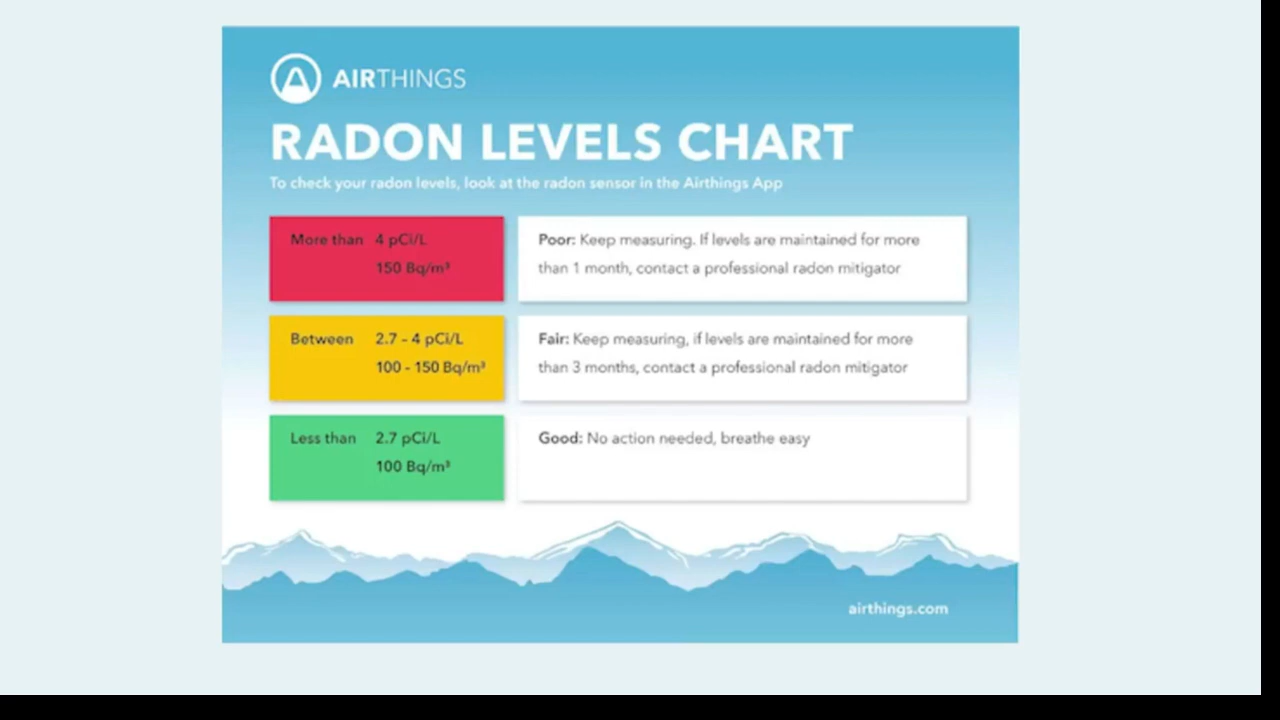 AIRTHINGS
RADON LEVELS CHART
To check your radon levels, look at the radon sensor in the Airthings App
More than 4 pCi/L
150 Bq/m³
Poor: Keep measuring. If levels are maintained for more
than 1 month, contact a professional radon mitigator
Between 2.7 – 4 pCi/L
100 - 150 Bq/m³
Fair: Keep measuring, if levels are maintained for more
than 3 months, contact a professional radon mitigator
Less than 2.7 pCi/L
100 Bq/m³
Good: No action needed, breathe easy
airthings.com